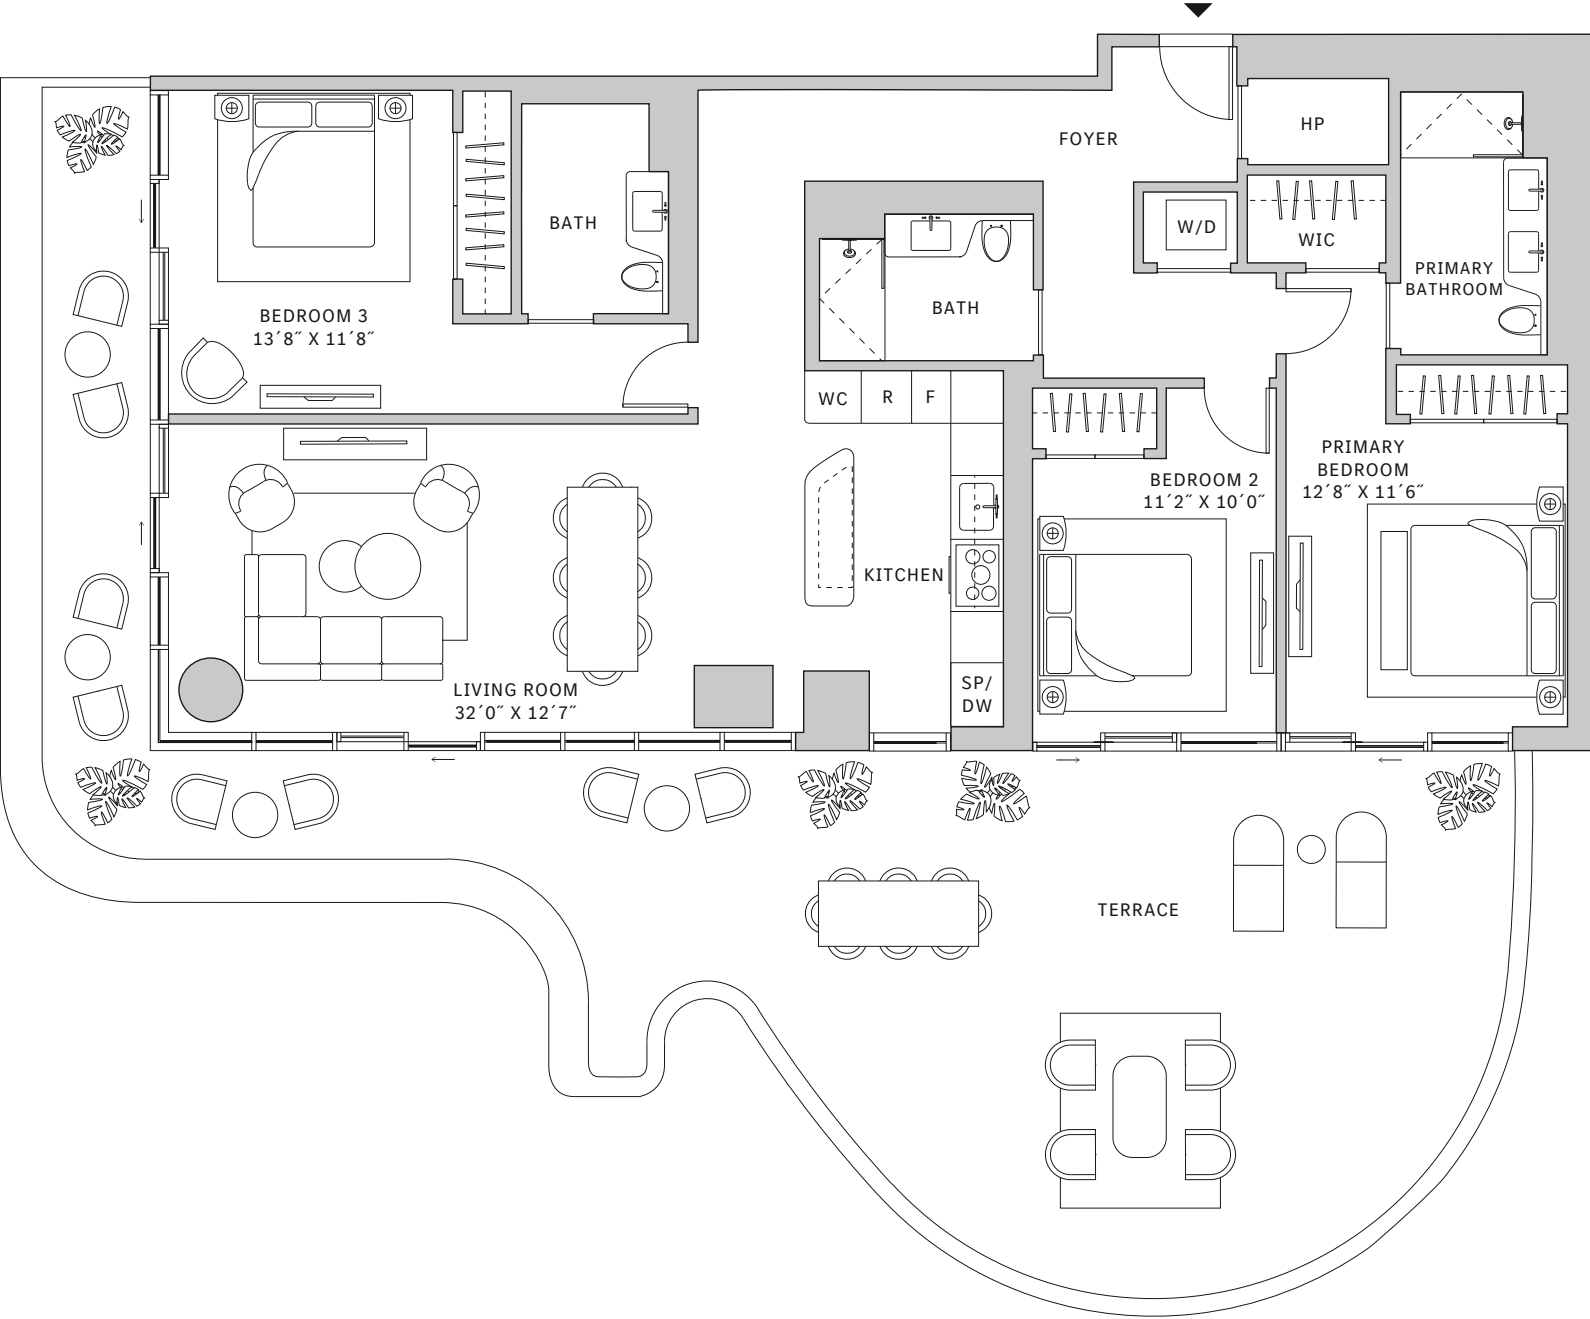 FOYER
HP
BATH
W/D
WIC
PRIMARY
BATHROOM
BEDROOM 3
13´8˝ X 11´8˝
BATH
WC
R
F
PRIMARY
BEDROOM
12´8˝ X 11´6˝
BEDROOM 2
11´2˝ X 10´0˝
KITCHEN
LIVING ROOM
32´0˝ X 12´7˝
SP/
DW
TERRACE